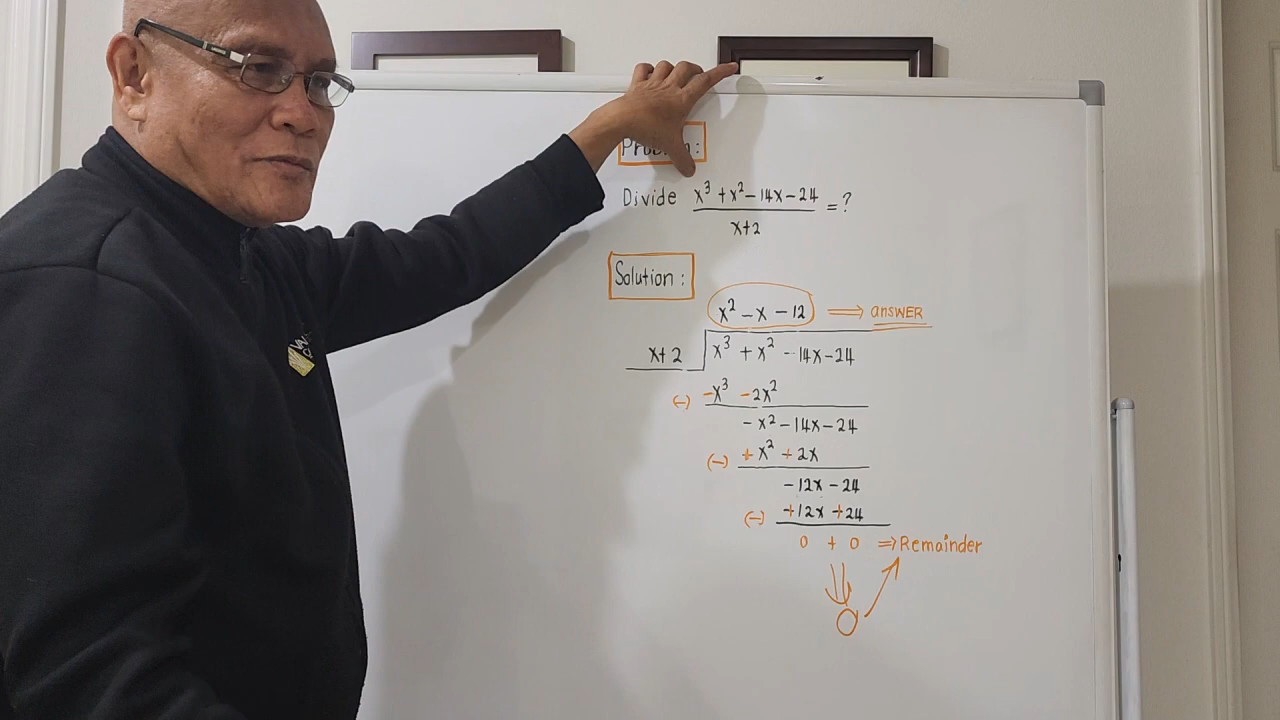 Divide x³ + x² - 14x - 24 = ?
x + 2
Solution :
x² - x - 12 ⇒ answer
x + 2 x³ + x² - 14x - 24
(-) -x³ - 2x²
- x² - 14x - 24
(-) + x² + 2x
- 12x - 24
(-) + 12x + 24
0 + 0 ⇒ Remainder
0